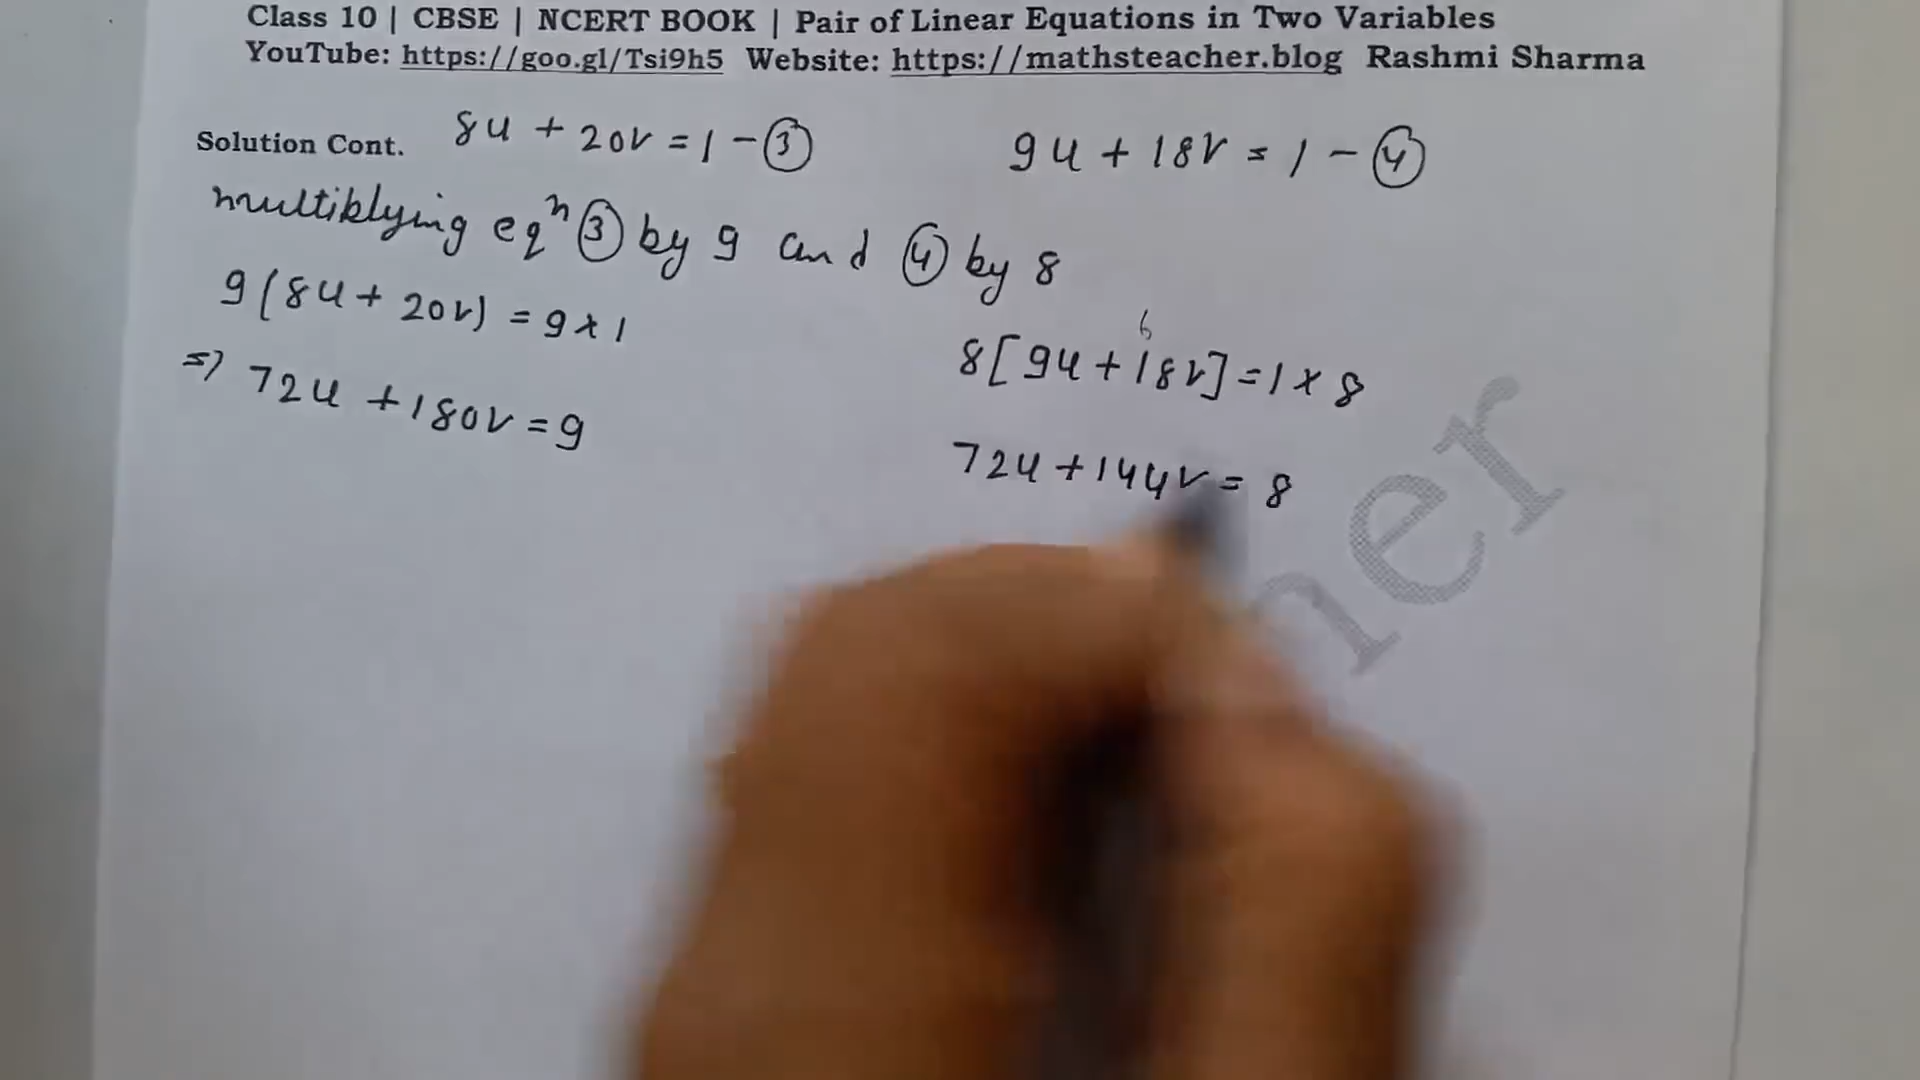 Class 10 | CBSE | NCERT BOOK | Pair of Linear Equations in Two Variables
YouTube: https://goo.gl/Tsi9h5 Website: https://mathsteacher.blog Rashmi Sharma
Solution Cont. 8u + 20v = 1 - ③ 9u + 18v = 1 - ④
multiplying eqⁿ ③ by 9 and ④ by 8
9(8u + 20v) = 9 × 1
⇒ 72u + 180v = 9
6
8[9u + 18v] = 1 × 8
72u + 144v = 8
ner